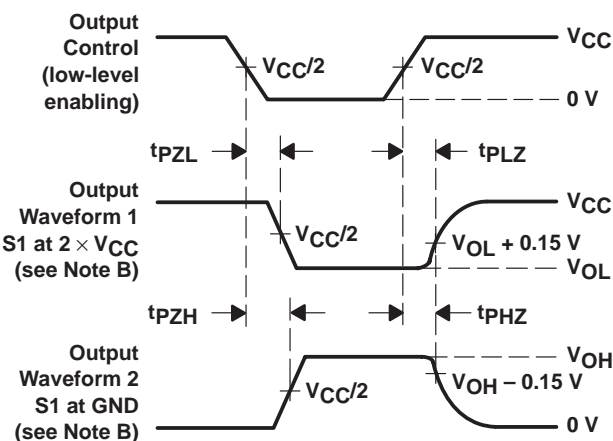 Output
Control
(low-level
enabling)
VCC
VCC/2
VCC/2
0 V
tPZL
tPLZ
Output
Waveform 1
S1 at 2 × VCC
(see Note B)
VCC
VCC/2
VOL + 0.15 V
VOL
tPZH
tPHZ
Output
Waveform 2
S1 at GND
(see Note B)
VOH
VCC/2
VOH – 0.15 V
0 V